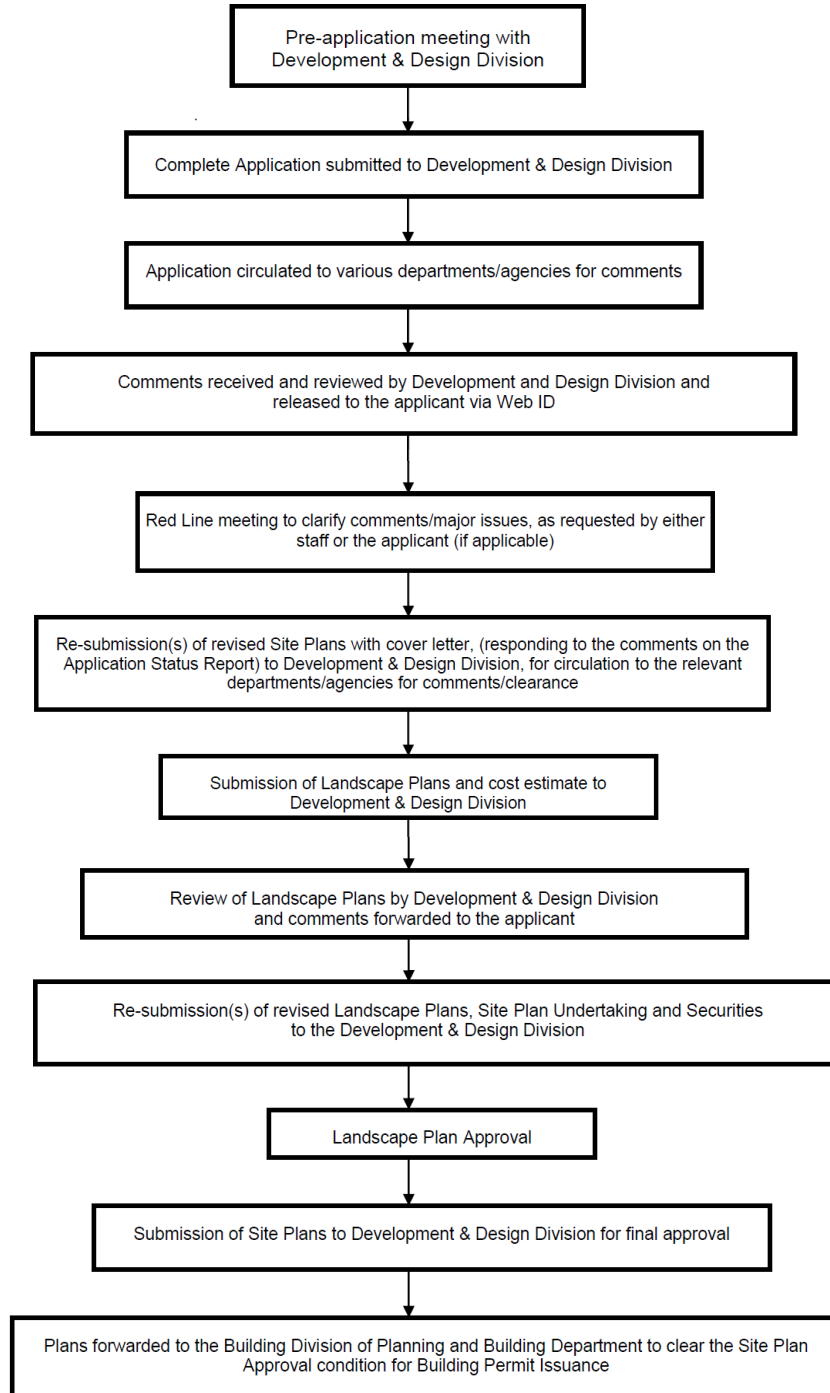 Pre-application meeting with
Development & Design Division
Complete Application submitted to Development & Design Division
Application circulated to various departments/agencies for comments
Comments received and reviewed by Development and Design Division and
released to the applicant via Web ID
Red Line meeting to clarify comments/major issues, as requested by either
staff or the applicant (if applicable)
Re-submission(s) of revised Site Plans with cover letter, (responding to the comments on the
Application Status Report) to Development & Design Division, for circulation to the relevant
departments/agencies for comments/clearance
Submission of Landscape Plans and cost estimate to
Development & Design Division
Review of Landscape Plans by Development & Design Division
and comments forwarded to the applicant
Re-submission(s) of revised Landscape Plans, Site Plan Undertaking and Securities
to the Development & Design Division
Landscape Plan Approval
Submission of Site Plans to Development & Design Division for final approval
Plans forwarded to the Building Division of Planning and Building Department to clear the Site Plan
Approval condition for Building Permit Issuance